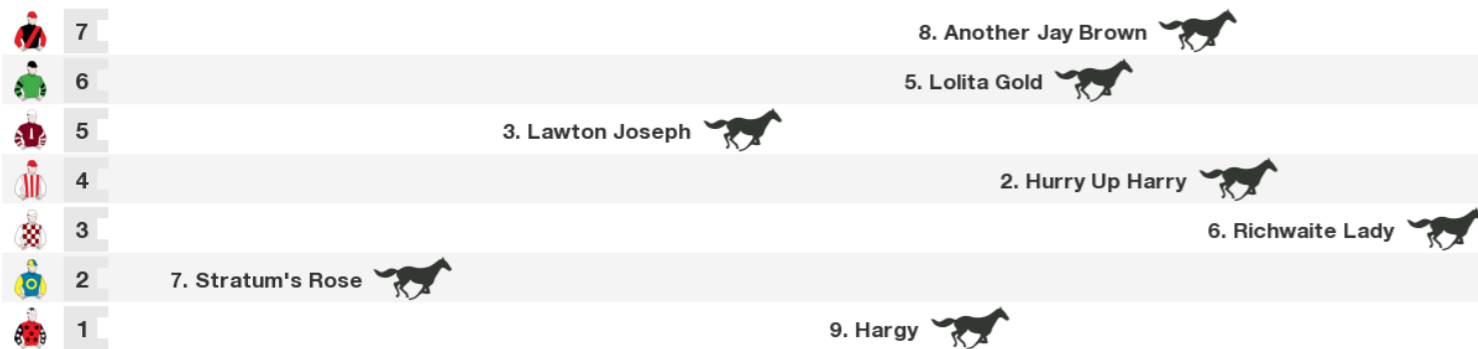 7 8. Another Jay Brown
6 5. Lolita Gold
5 3. Lawton Joseph
4 2. Hurry Up Harry
3 6. Richwaite Lady
2 7. Stratum's Rose
1 9. Hargy